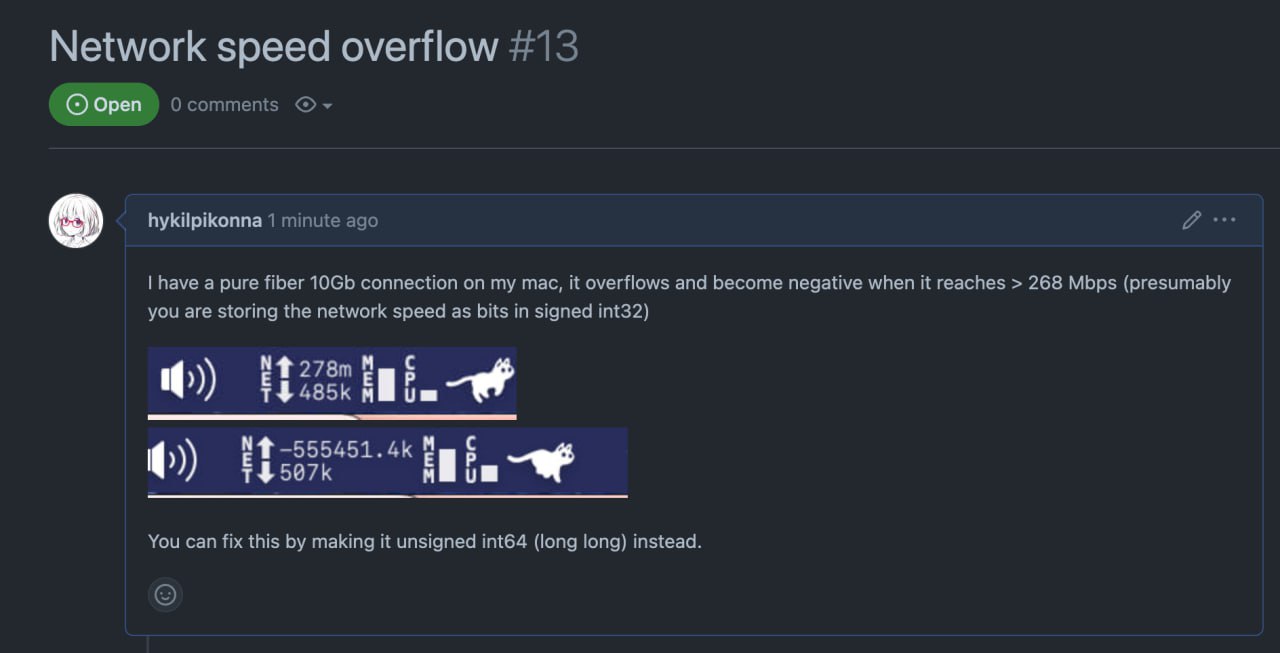 Network speed overflow #13
Open 0 comments
hykilpikonna 1 minute ago
I have a pure fiber 10Gb connection on my mac, it overflows and become negative when it reaches > 268 Mbps (presumably
you are storing the network speed as bits in signed int32)
NET 278m MEM CPU
485k
NET -555451.4k MEM CPU
507k
You can fix this by making it unsigned int64 (long long) instead.